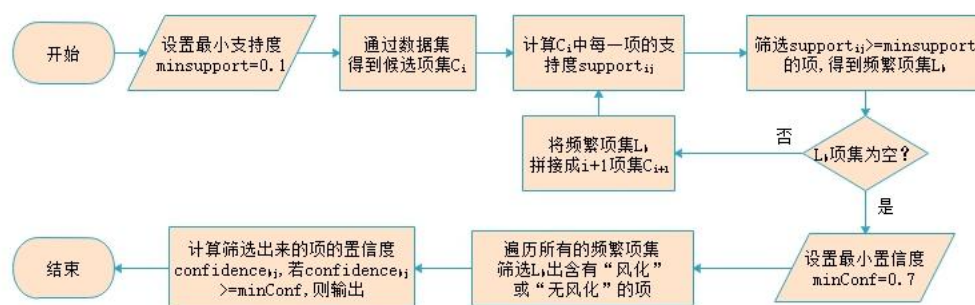 开始
设置最小支持度
minsupport=0.1
通过数据集
得到候选项集Cᵢ
计算Cᵢ中每一项的支
持度supportᵢⱼ
筛选supportᵢⱼ>=minsupport
的项,得到频繁项集Lᵢ
将频繁项集Lᵢ
拼接成i+1项集Cᵢ₊₁
否
Lᵢ项集为空?
是
结束
计算筛选出来的项的置信度
confidenceᵢⱼ,若confidenceᵢⱼ
>=minConf,则输出
遍历所有的频繁项集
筛选Lᵢ出含有“风化”
或“无风化”的项
设置最小置信度
minConf=0.7